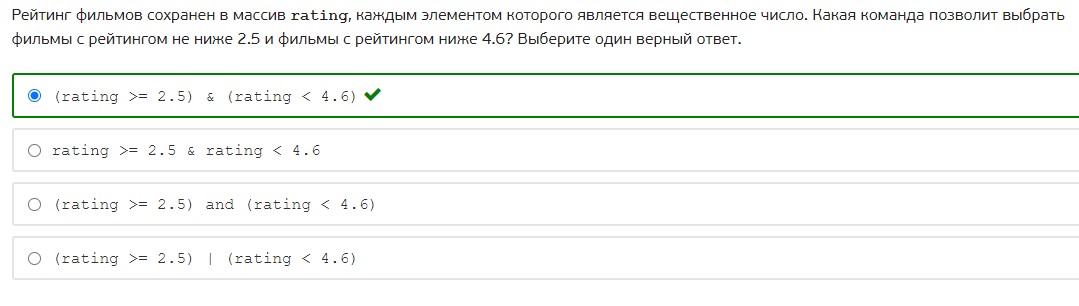 Рейтинг фильмов сохранен в массив rating, каждым элементом которого является вещественное число. Какая команда позволит выбрать
фильмы с рейтингом не ниже 2.5 и фильмы с рейтингом ниже 4.6? Выберите один верный ответ.
(rating >= 2.5) & (rating < 4.6)
rating >= 2.5 & rating < 4.6
(rating >= 2.5) and (rating < 4.6)
(rating >= 2.5) | (rating < 4.6)